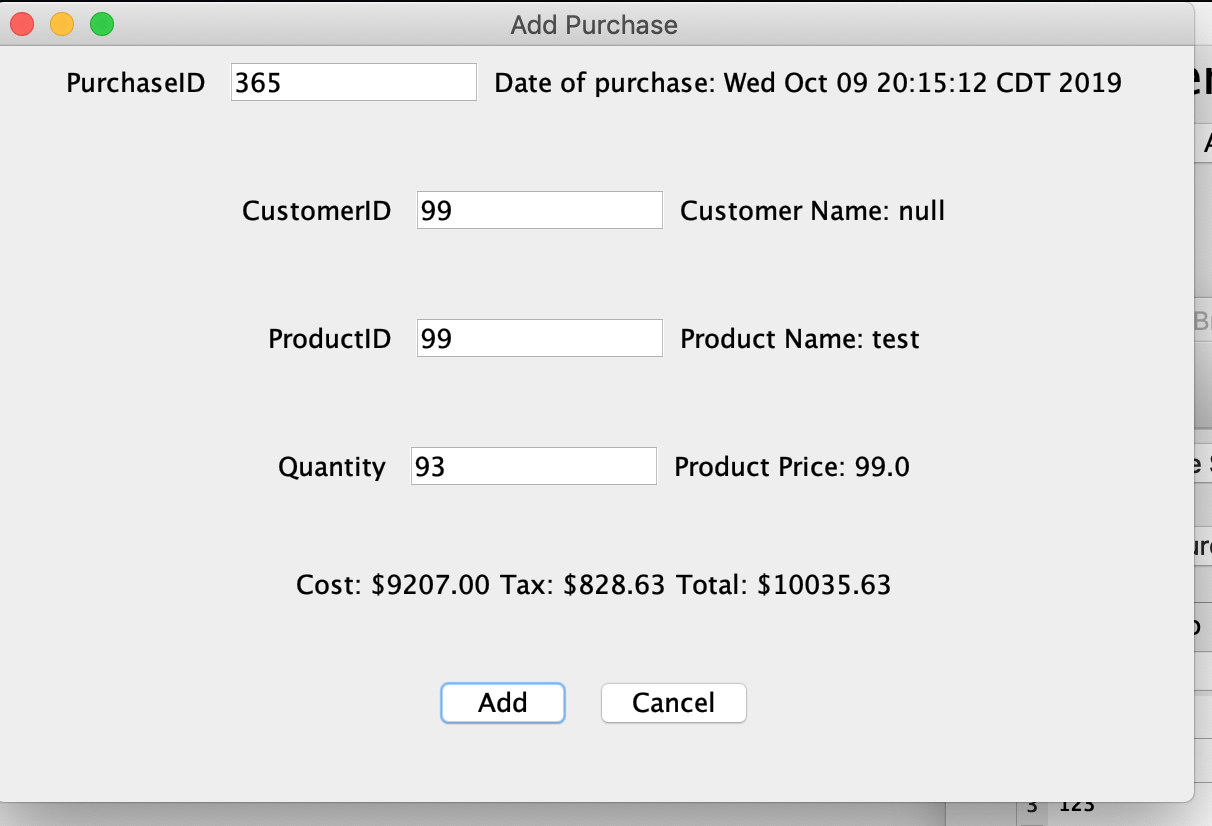 Add Purchase
PurchaseID 365 Date of purchase: Wed Oct 09 20:15:12 CDT 2019
CustomerID 99 Customer Name: null
ProductID 99 Product Name: test
Quantity 93 Product Price: 99.0
Cost: $9207.00 Tax: $828.63 Total: $10035.63
Add Cancel
3 123